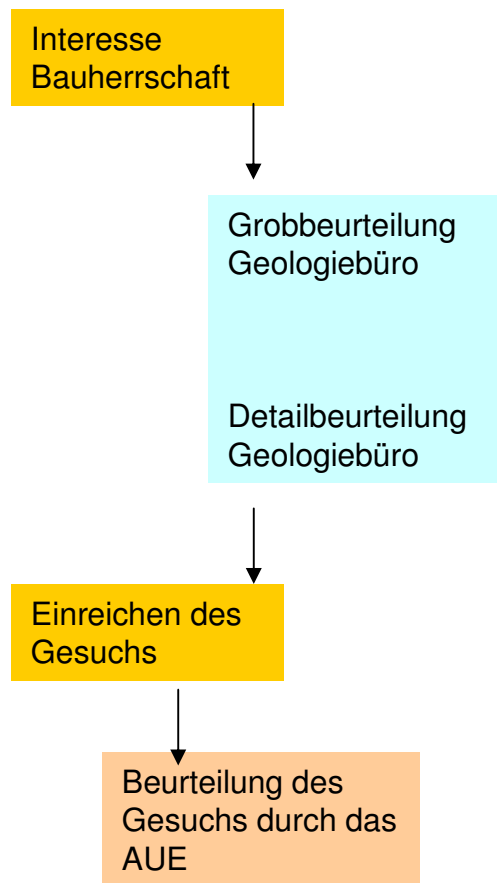 Interesse
Bauherrschaft
Grobbeurteilung
Geologiebüro
Detailbeurteilung
Geologiebüro
Einreichen des
Gesuchs
Beurteilung des
Gesuchs durch das
AUE